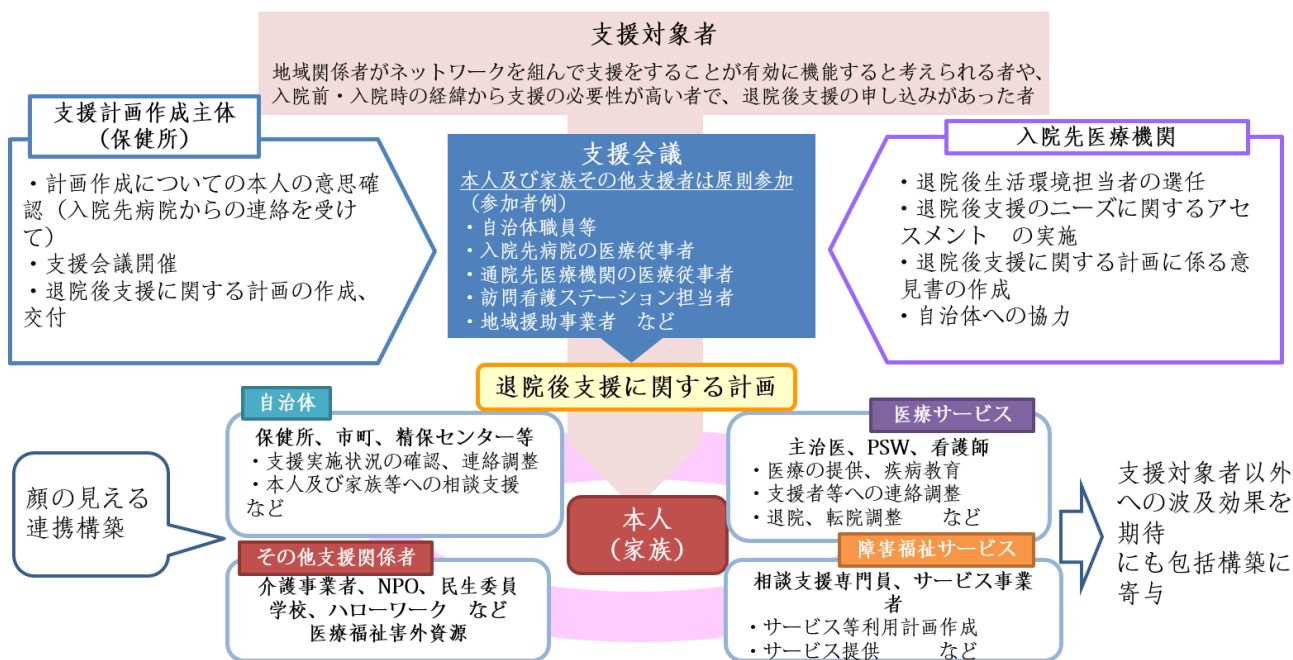 支援対象者
地域関係者がネットワークを組んで支援をすることが有効に機能すると考えられる者や、
入院前・入院時の経緯から支援の必要性が高い者で、退院後支援の申し込みがあった者
支援計画作成主体
（保健所）
・計画作成についての本人の意思確
認（入院先病院からの連絡を受け
て）
・支援会議開催
・退院後支援に関する計画の作成、
交付
支援会議
本人及び家族その他支援者は原則参加
（参加者例）
・自治体職員等
・入院先病院の医療従事者
・通院先医療機関の医療従事者
・訪問看護ステーション担当者
・地域援助事業者　など
入院先医療機関
・退院後生活環境担当者の選任
・退院後支援のニーズに関するアセ
スメント　の実施
・退院後支援に関する計画に係る意
見書の作成
・自治体への協力
退院後支援に関する計画
自治体
保健所、市町、精保センター等
・支援実施状況の確認、連絡調整
・本人及び家族等への相談支援
など
医療サービス
主治医、PSW、看護師
・医療の提供、疾病教育
・支援者等への連絡調整
・退院、転院調整　　など
顔の見える
連携構築
本人
（家族）
支援対象者以外
への波及効果を
期待
にも包括構築に
寄与
その他支援関係者
介護事業者、NPO、民生委員
学校、ハローワーク　など
医療福祉害外資源
障害福祉サービス
相談支援専門員、サービス事業
者
・サービス等利用計画作成
・サービス提供　　　など